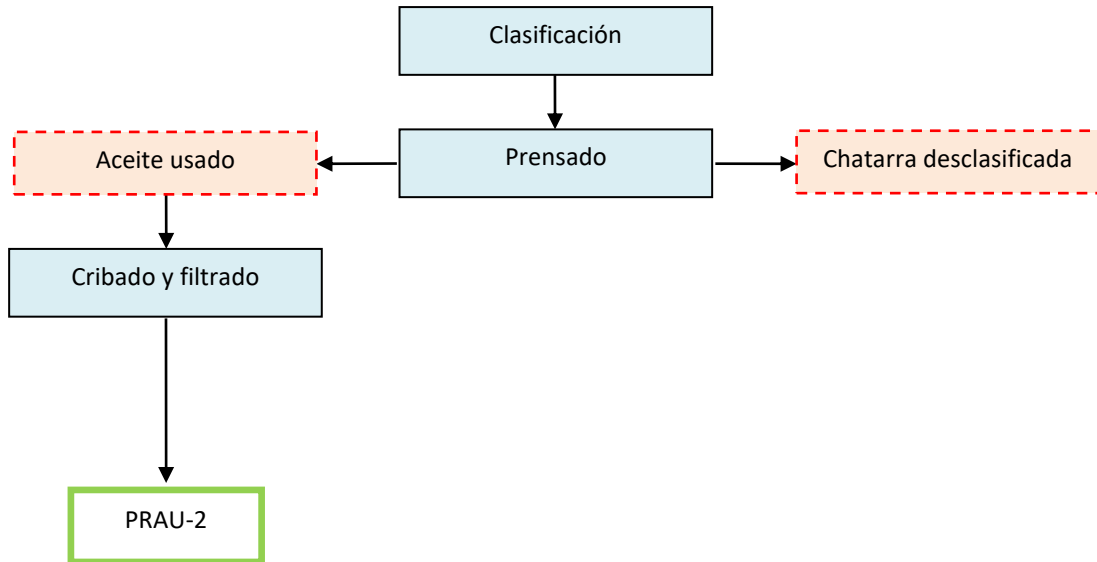 Clasificación
Aceite usado
Prensado
Chatarra desclasificada
Cribado y filtrado
PRAU-2